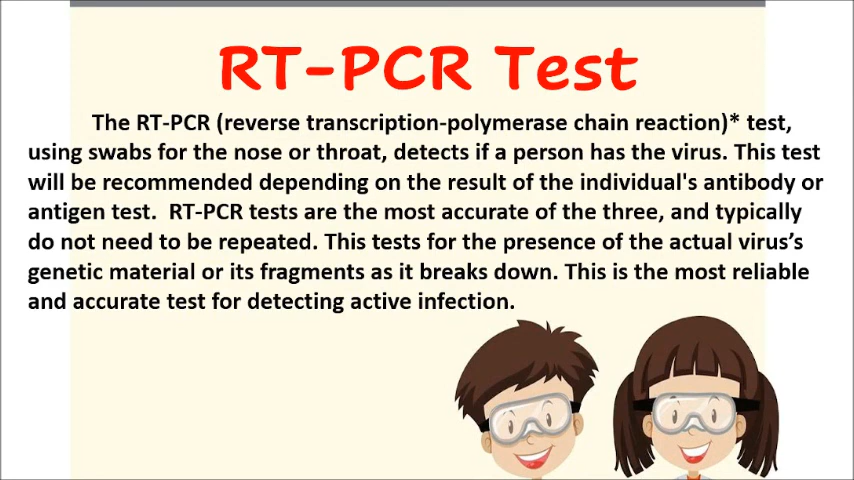 RT-PCR Test
The RT-PCR (reverse transcription-polymerase chain reaction)* test,
using swabs for the nose or throat, detects if a person has the virus. This test
will be recommended depending on the result of the individual's antibody or
antigen test.  RT-PCR tests are the most accurate of the three, and typically
do not need to be repeated. This tests for the presence of the actual virus’s
genetic material or its fragments as it breaks down. This is the most reliable
and accurate test for detecting active infection.